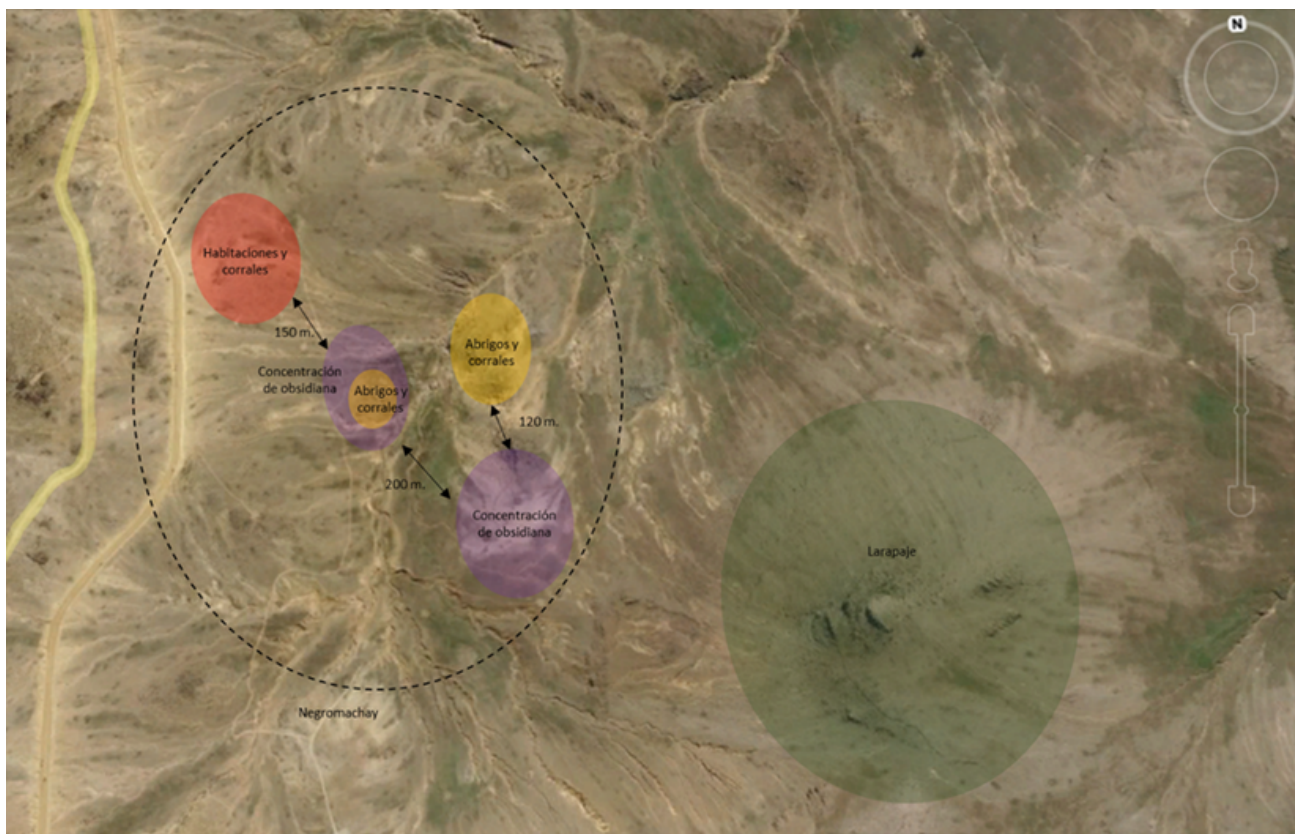 N
Habitaciones y
corrales
150 m.
Concentración
de obsidiana
Abrigos y
corrales
Abrigos y
corrales
120 m.
200 m.
Concentración
de obsidiana
Larapaje
Negromachay